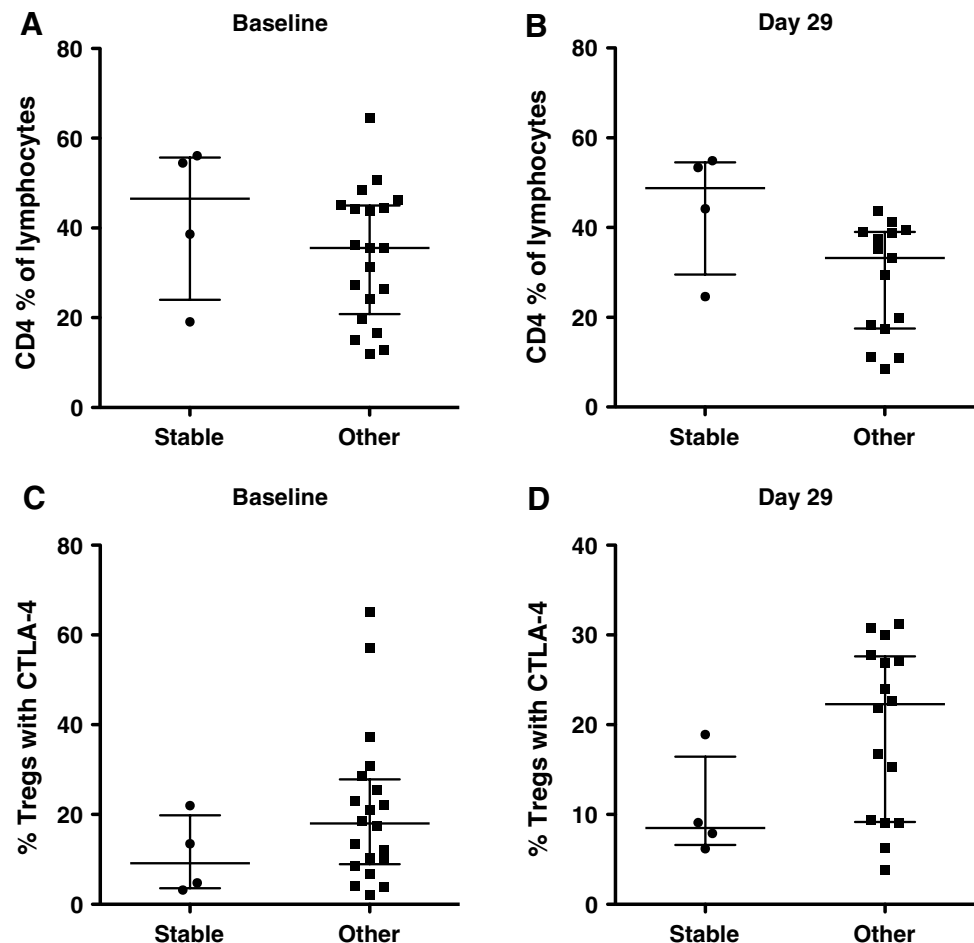 A
Baseline
CD4 % of lymphocytes
80
60
40
20
0
Stable
Other
B
Day 29
CD4 % of lymphocytes
80
60
40
20
0
Stable
Other
C
Baseline
% Tregs with CTLA-4
80
60
40
20
0
Stable
Other
D
Day 29
% Tregs with CTLA-4
40
30
20
10
0
Stable
Other